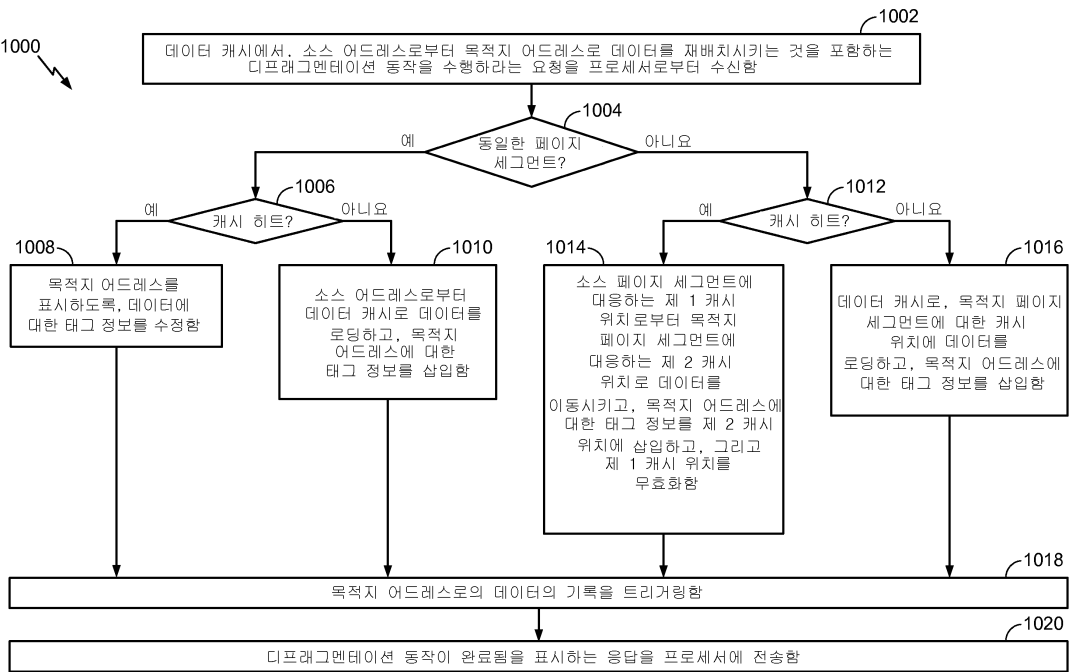 1000
1002
데이터 캐시에서, 소스 어드레스로부터 목적지 어드레스로 데이터를 재배치시키는 것을 포함하는
디프래그멘테이션 동작을 수행하라는 요청을 프로세서로부터 수신함
1004
동일한 페이지
세그먼트?
예
아니요
1006
캐시 히트?
예
아니요
1012
캐시 히트?
예
아니요
1008
목적지 어드레스를
표시하도록, 데이터에
대한 태그 정보를 수정함
1010
소스 어드레스로부터
데이터 캐시로 데이터를
로딩하고, 목적지
어드레스에 대한
태그 정보를 삽입함
1014
소스 페이지 세그먼트에
대응하는 제 1 캐시
위치로부터 목적지
페이지 세그먼트에
대응하는 제 2 캐시
위치로 데이터를
이동시키고, 목적지 어드레스에
대한 태그 정보를 제 2 캐시
위치에 삽입하고, 그리고
제 1 캐시 위치를
무효화함
1016
데이터 캐시로, 목적지 페이지
세그먼트에 대한 캐시
위치에 데이터를
로딩하고, 목적지 어드레스에
대한 태그 정보를 삽입함
1018
목적지 어드레스로의 데이터의 기록을 트리거링함
1020
디프래그멘테이션 동작이 완료됨을 표시하는 응답을 프로세서에 전송함